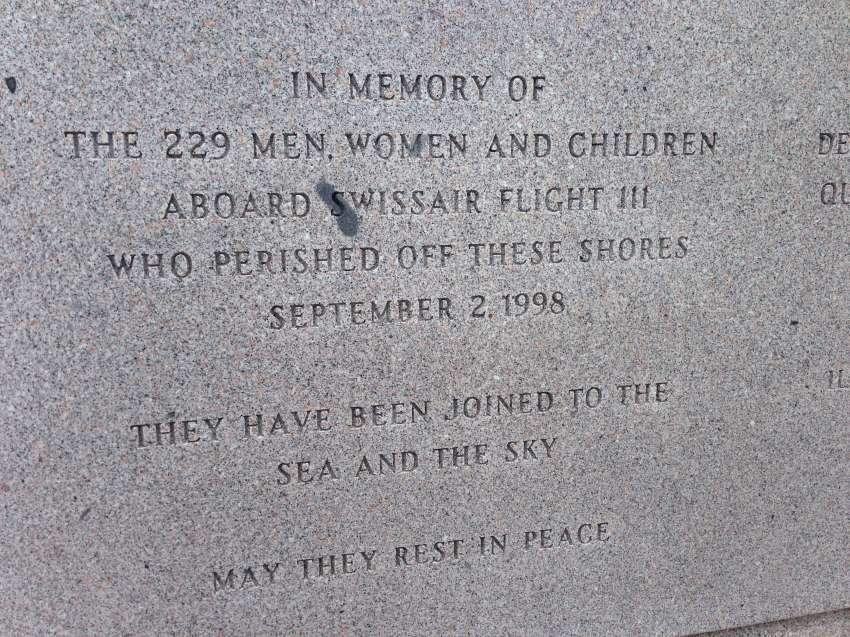 IN MEMORY OF
THE 229 MEN, WOMEN AND CHILDREN
ABOARD SWISSAIR FLIGHT 111
WHO PERISHED OFF THESE SHORES
SEPTEMBER 2, 1998
THEY HAVE BEEN JOINED TO THE
SEA AND THE SKY
MAY THEY REST IN PEACE